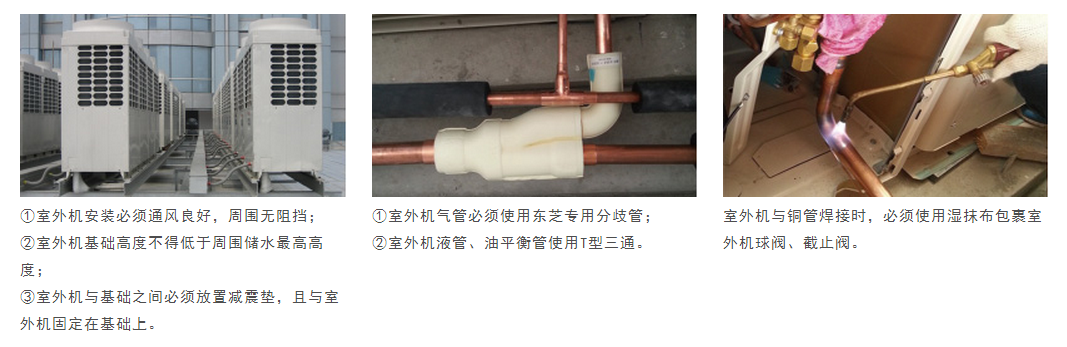 ①室外机安装必须通风良好，周围无阻挡；
②室外机基础高度不得低于周围储水最高高
度；
③室外机与基础之间必须放置减震垫，且与室
外机固定在基础上。
①室外机气管必须使用东芝专用分歧管；
②室外机液管、油平衡管使用T型三通。
室外机与铜管焊接时，必须使用湿抹布包裹室
外机球阀、截止阀。